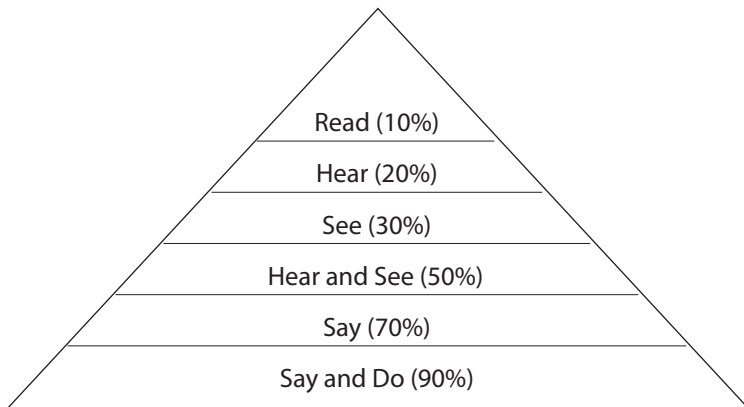 Read (10%)
Hear (20%)
See (30%)
Hear and See (50%)
Say (70%)
Say and Do (90%)